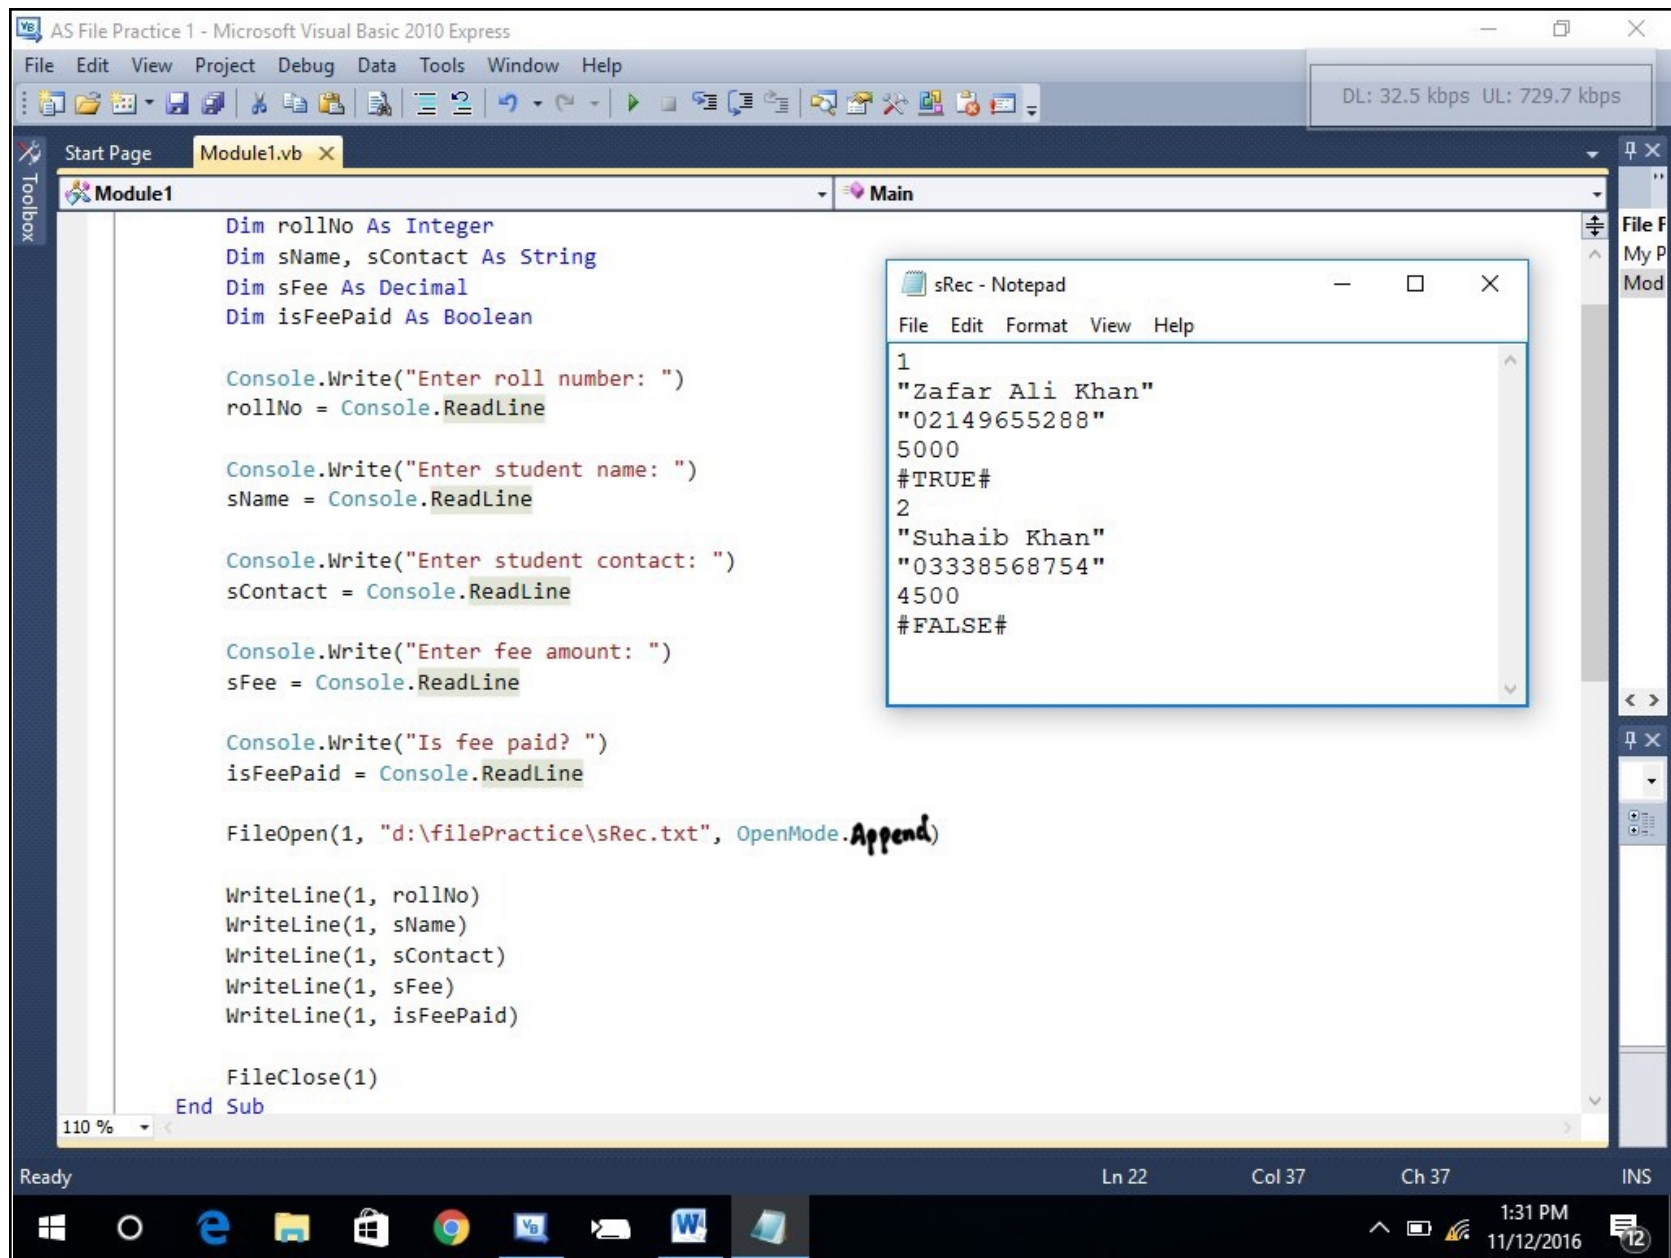 AS File Practice 1 - Microsoft Visual Basic 2010 Express
File Edit View Project Debug Data Tools Window Help
DL: 32.5 kbps UL: 729.7 kbps
Start Page Module1.vb
Toolbox
Module1 Main
Dim rollNo As Integer
Dim sName, sContact As String
Dim sFee As Decimal
Dim isFeePaid As Boolean
Console.Write("Enter roll number: ")
rollNo = Console.ReadLine
Console.Write("Enter student name: ")
sName = Console.ReadLine
Console.Write("Enter student contact: ")
sContact = Console.ReadLine
Console.Write("Enter fee amount: ")
sFee = Console.ReadLine
Console.Write("Is fee paid? ")
isFeePaid = Console.ReadLine
FileOpen(1, "d:\filePractice\sRec.txt", OpenMode.Append)
WriteLine(1, rollNo)
WriteLine(1, sName)
WriteLine(1, sContact)
WriteLine(1, sFee)
WriteLine(1, isFeePaid)
FileClose(1)
End Sub
110 %
sRec - Notepad
File Edit Format View Help
1
"Zafar Ali Khan"
"02149655288"
5000
#TRUE#
2
"Suhaib Khan"
"03338568754"
4500
#FALSE#
File F
My P
Mod
Ready Ln 22 Col 37 Ch 37 INS
VB
W
1:31 PM
11/12/2016
12